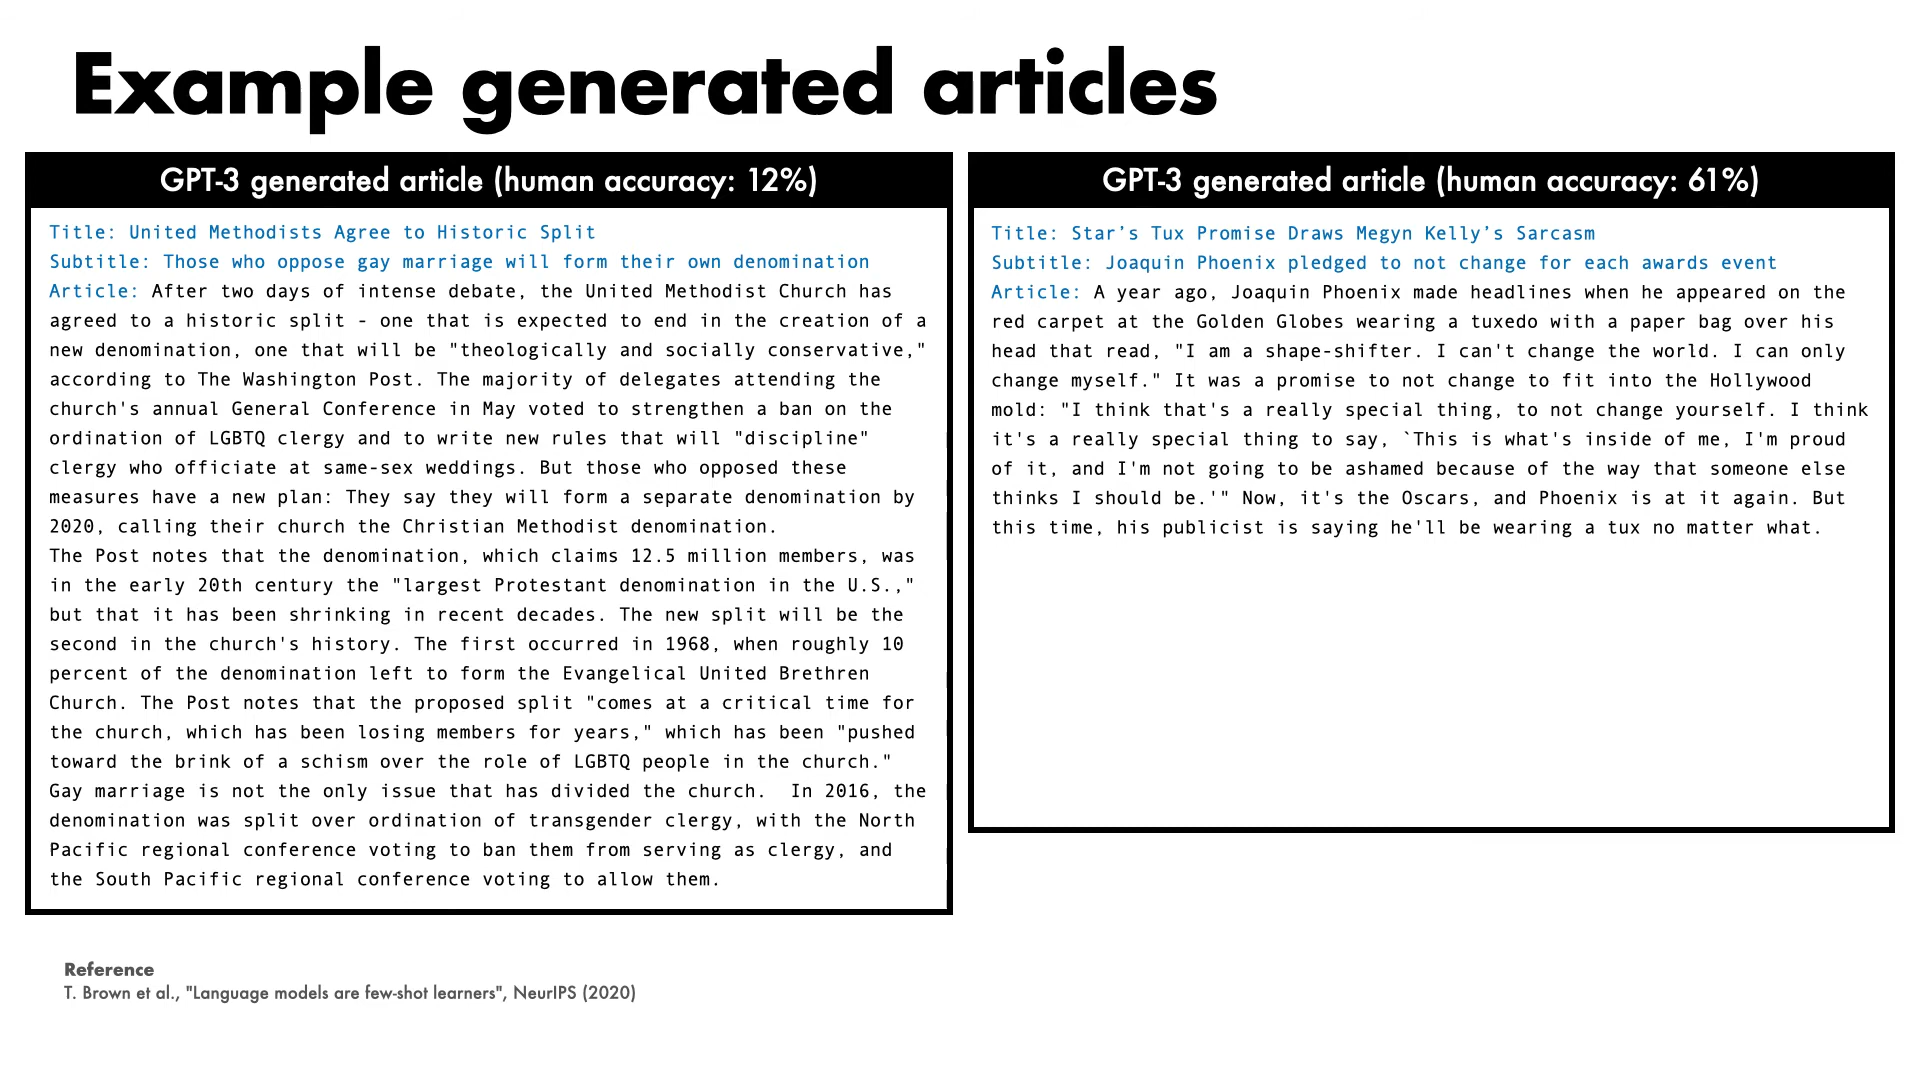 Example generated articles
GPT-3 generated article (human accuracy: 12%)
Title: United Methodists Agree to Historic Split
Subtitle: Those who oppose gay marriage will form their own denomination
Article: After two days of intense debate, the United Methodist Church has
agreed to a historic split - one that is expected to end in the creation of a
new denomination, one that will be "theologically and socially conservative,"
according to The Washington Post. The majority of delegates attending the
church's annual General Conference in May voted to strengthen a ban on the
ordination of LGBTQ clergy and to write new rules that will "discipline"
clergy who officiate at same-sex weddings. But those who opposed these
measures have a new plan: They say they will form a separate denomination by
2020, calling their church the Christian Methodist denomination.
The Post notes that the denomination, which claims 12.5 million members, was
in the early 20th century the "largest Protestant denomination in the U.S.,"
but that it has been shrinking in recent decades. The new split will be the
second in the church's history. The first occurred in 1968, when roughly 10
percent of the denomination left to form the Evangelical United Brethren
Church. The Post notes that the proposed split "comes at a critical time for
the church, which has been losing members for years," which has been "pushed
toward the brink of a schism over the role of LGBTQ people in the church."
Gay marriage is not the only issue that has divided the church.  In 2016, the
denomination was split over ordination of transgender clergy, with the North
Pacific regional conference voting to ban them from serving as clergy, and
the South Pacific regional conference voting to allow them.
GPT-3 generated article (human accuracy: 61%)
Title: Star’s Tux Promise Draws Megyn Kelly’s Sarcasm
Subtitle: Joaquin Phoenix pledged to not change for each awards event
Article: A year ago, Joaquin Phoenix made headlines when he appeared on the
red carpet at the Golden Globes wearing a tuxedo with a paper bag over his
head that read, "I am a shape-shifter. I can't change the world. I can only
change myself." It was a promise to not change to fit into the Hollywood
mold: "I think that's a really special thing, to not change yourself. I think
it's a really special thing to say, `This is what's inside of me, I'm proud
of it, and I'm not going to be ashamed because of the way that someone else
thinks I should be.'" Now, it's the Oscars, and Phoenix is at it again. But
this time, his publicist is saying he'll be wearing a tux no matter what.
Reference
T. Brown et al., "Language models are few-shot learners", NeurIPS (2020)